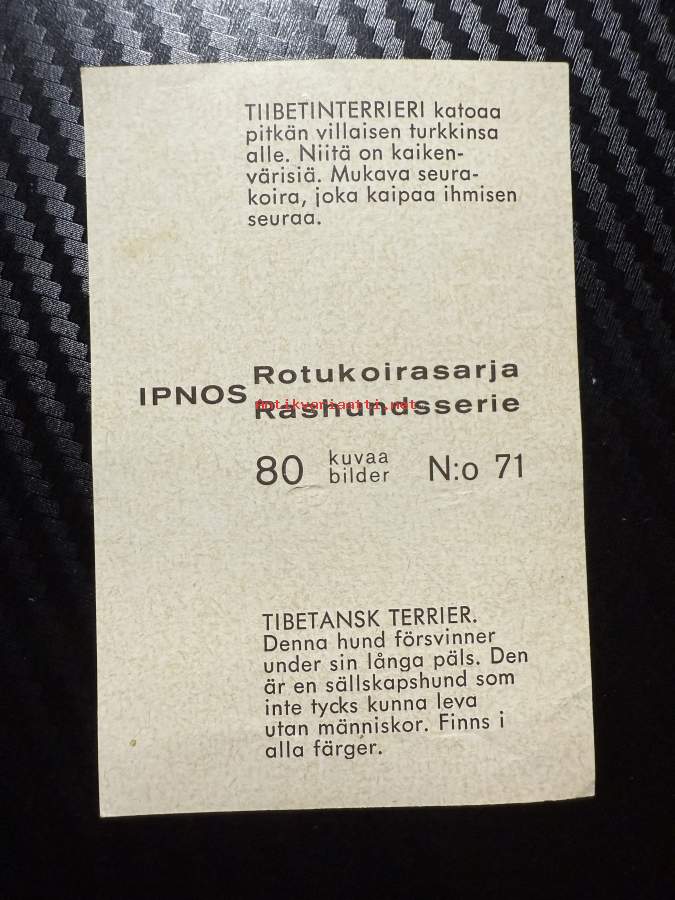 TIIBETINTERRIERI katoaa
pitkän villaisen turkkinsa
alle. Niitä on kaiken-
värisiä. Mukava seura-
koira, joka kaipaa ihmisen
seuraa.
IPNOS
Rotukoirasarja
Rashundsserie
antikvariaatti.net
80 kuvaa
bilder
N:o 71
TIBETANSK TERRIER.
Denna hund försvinner
under sin långa päls. Den
är en sällskapshund som
inte tycks kunna leva
utan människor. Finns i
alla färger.